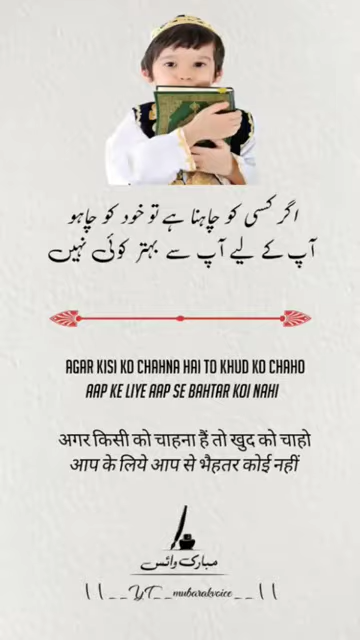 اگر کسی کو چاہنا ہے تو خود کو چاہو
آپ کے لیے آپ سے بہتر کوئی نہیں
AGAR KISI KO CHAHNA HAI TO KHUD KO CHAHO
AAP KE LIYE AAP SE BAHTAR KOI NAHI
अगर किसी को चाहना हैं तो खुद को चाहो
आप के लिये आप से भैहतर कोई नहीं
مبارک وائس
\ \ _ _ YT _ _ mubarakvoice _ _ \ \